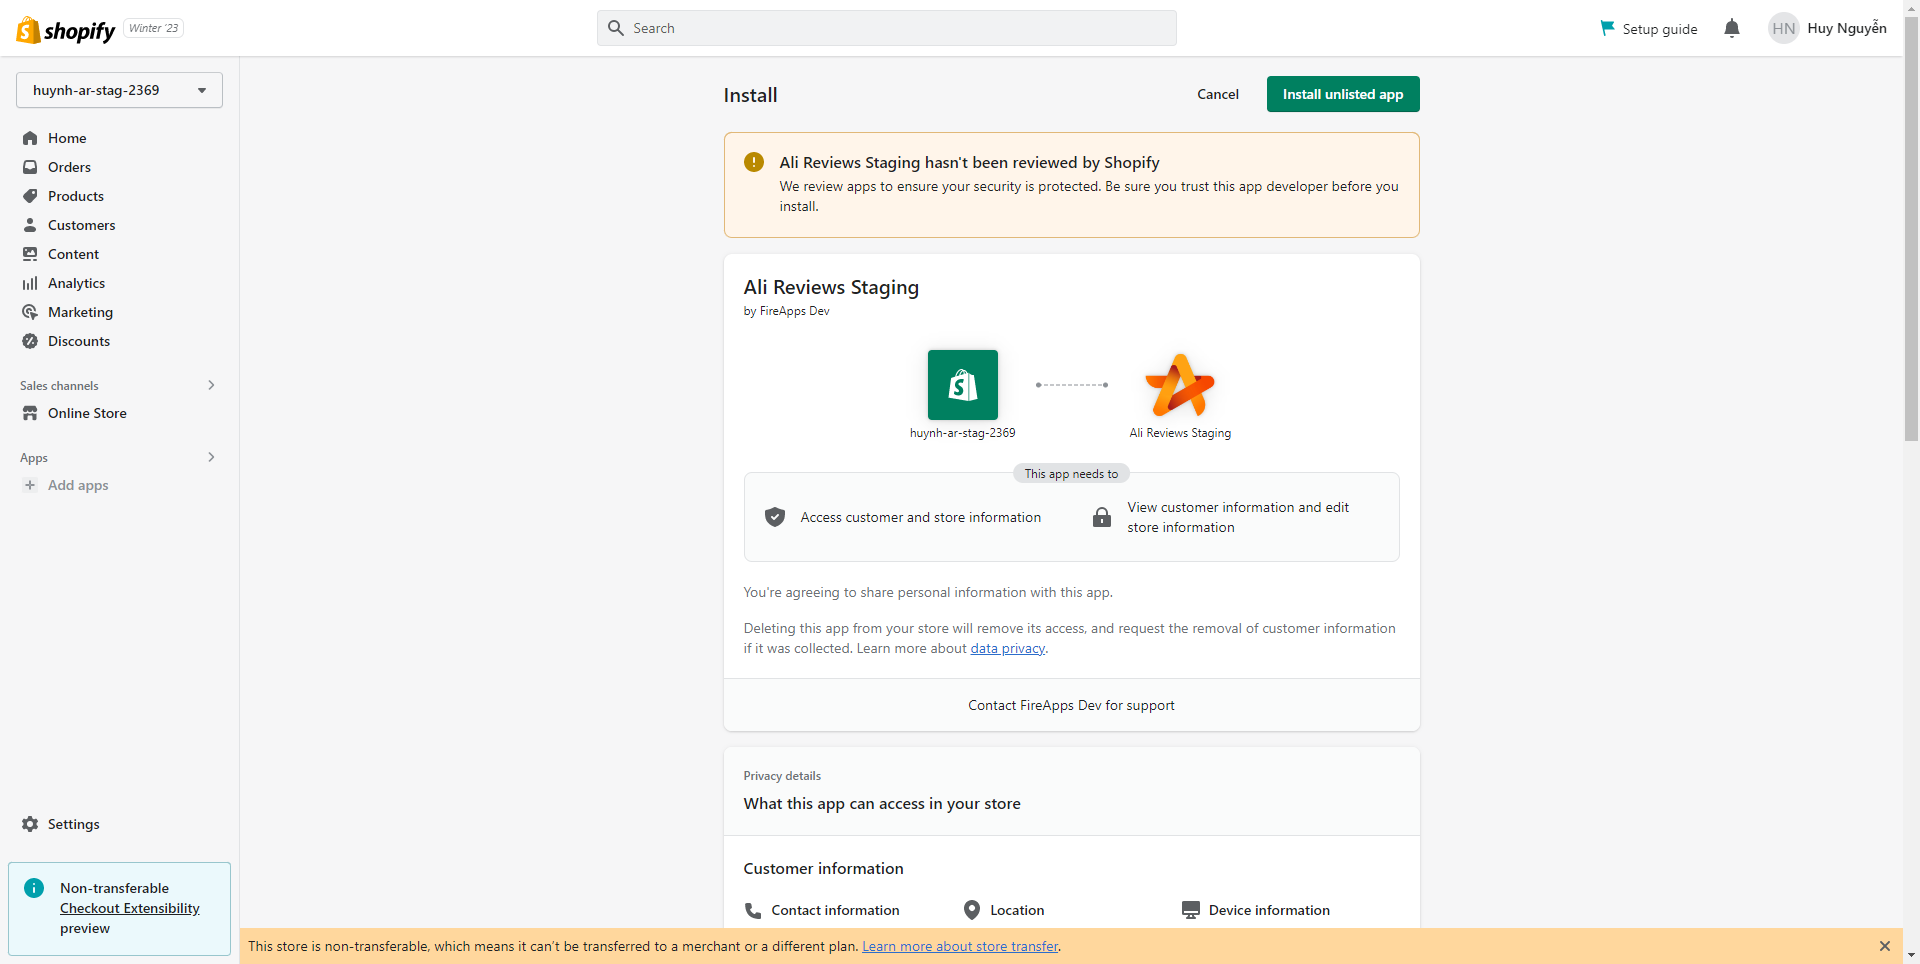 shopify
Winter '23
Search
Setup guide
HN
Huy Nguyễn
huynh-ar-stag-2369
Home
Orders
Products
Customers
Content
Analytics
Marketing
Discounts
Sales channels
Online Store
Apps
Add apps
Settings
Non-transferable
Checkout Extensibility
preview
Install
Cancel
Install unlisted app
Ali Reviews Staging hasn't been reviewed by Shopify
We review apps to ensure your security is protected. Be sure you trust this app developer before you
install.
Ali Reviews Staging
by FireApps Dev
huynh-ar-stag-2369
Ali Reviews Staging
This app needs to
Access customer and store information
View customer information and edit
store information
You're agreeing to share personal information with this app.
Deleting this app from your store will remove its access, and request the removal of customer information
if it was collected. Learn more about data privacy.
Contact FireApps Dev for support
Privacy details
What this app can access in your store
Customer information
Contact information
Location
Device information
This store is non-transferable, which means it can't be transferred to a merchant or a different plan. Learn more about store transfer.